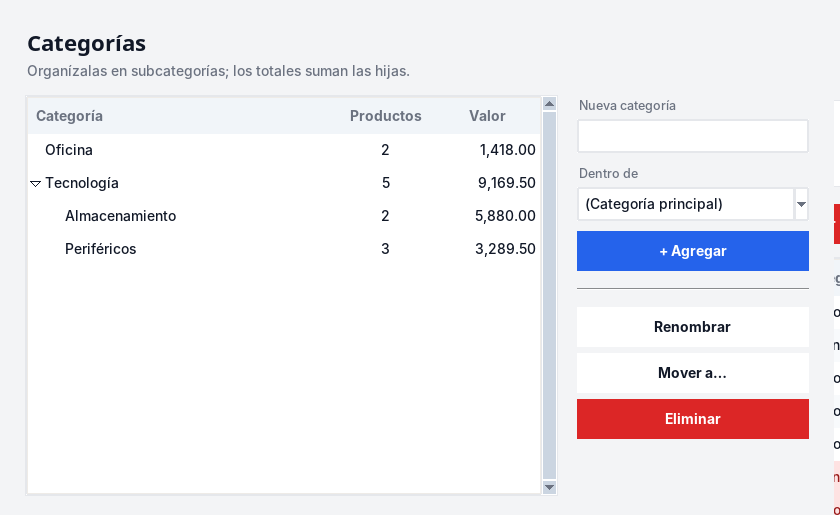 Categorías
Organízalas en subcategorías; los totales suman las hijas.
Categoría Productos Valor
Oficina 2 1,418.00
Tecnología 5 9,169.50
Almacenamiento 2 5,880.00
Periféricos 3 3,289.50
Nueva categoría
Dentro de
(Categoría principal)
+ Agregar
Renombrar
Mover a...
Eliminar